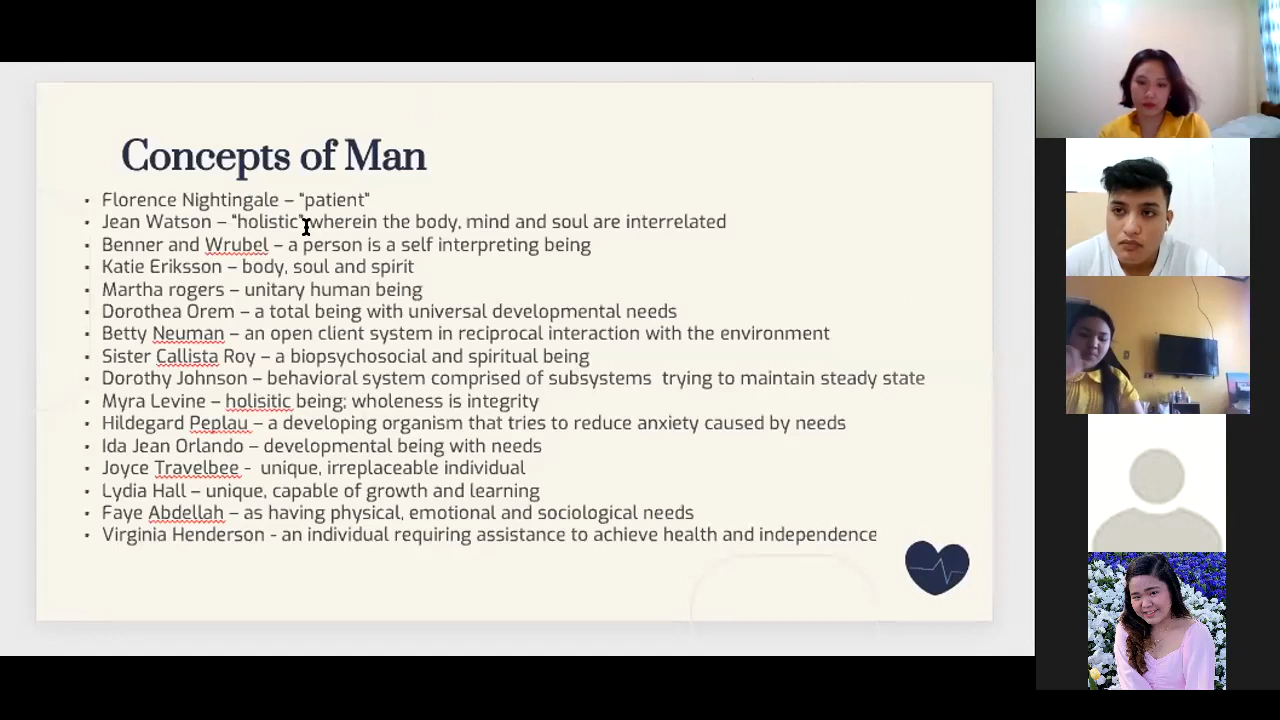 Concepts of Man
• Florence Nightingale – "patient"
• Jean Watson – "holistic" wherein the body, mind and soul are interrelated
• Benner and Wrubel – a person is a self interpreting being
• Katie Eriksson – body, soul and spirit
• Martha rogers – unitary human being
• Dorothea Orem – a total being with universal developmental needs
• Betty Neuman – an open client system in reciprocal interaction with the environment
• Sister Callista Roy – a biopsychosocial and spiritual being
• Dorothy Johnson – behavioral system comprised of subsystems  trying to maintain steady state
• Myra Levine – holisitic being; wholeness is integrity
• Hildegard Peplau – a developing organism that tries to reduce anxiety caused by needs
• Ida Jean Orlando – developmental being with needs
• Joyce Travelbee -  unique, irreplaceable individual
• Lydia Hall – unique, capable of growth and learning
• Faye Abdellah – as having physical, emotional and sociological needs
• Virginia Henderson - an individual requiring assistance to achieve health and independence